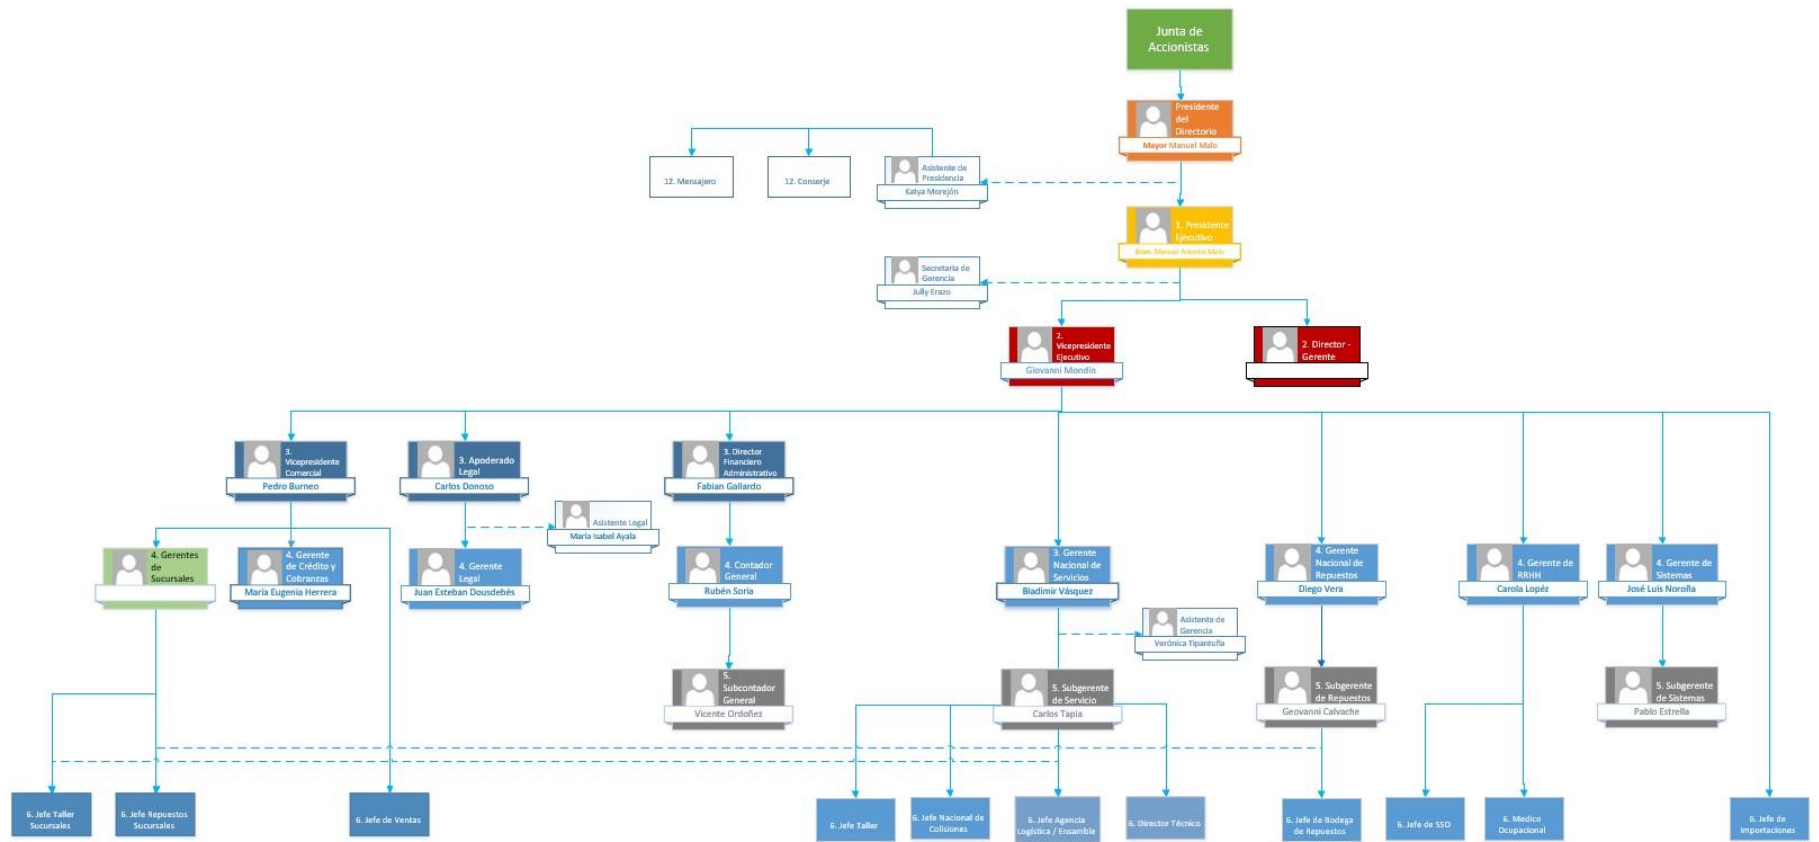 Junta de
Accionistas
Presidente
del
Directorio
Mayor Manuel Malo
12. Mensajero
12. Conserje
Asistente de
Presidencia
Katya Morejón
1. Presidente
Ejecutivo
Manuel Antonio Malo
Secretaria de
Gerencia
Jully Erazo
2.
Vicepresidente
Ejecutivo
Giovanni Mondin
2. Director -
Gerente
3.
Vicepresidente
Comercial
Pedro Burneo
3. Apoderado
Legal
Carlos Donoso
3. Director
Financiero
Administrativo
Fabian Gallardo
Asistente Legal
María Isabel Ayala
4. Gerentes
de
Sucursales
4. Gerente
de Crédito y
Cobranzas
María Eugenia Herrera
4. Gerente
Legal
Juan Esteban Dousdebés
4. Contador
General
Rubén Soria
3. Gerente
Nacional de
Servicios
Bladimir Vásquez
4. Gerente
Nacional de
Repuestos
Diego Vera
4. Gerente de
RRHH
Carola Lopéz
4. Gerente de
Sistemas
José Luis Noroña
Asistente de
Gerencia
Verónica Tipantuña
5.
Subcontador
General
Vicente Ordoñez
5. Subgerente
de Servicio
Carlos Tapia
5. Subgerente
de Repuestos
Geovanni Calvache
5. Subgerente
de Sistemas
Pablo Estrella
6. Jefe Taller
Sucursales
6. Jefe Repuestos
Sucursales
6. Jefe de Ventas
6. Jefe Taller
6. Jefe Nacional de
Colisiones
6. Jefe Agencia
Logística / Ensamble
6. Director Técnico
6. Jefe de Bodega
de Repuestos
6. Jefe de SSO
6. Medico
Ocupacional
6. Jefe de
Importaciones